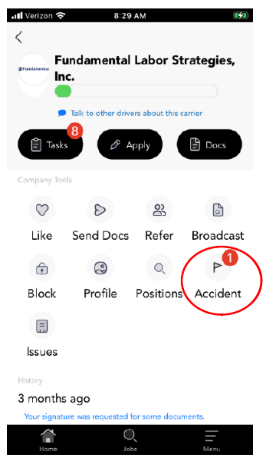 Verizon 8:29 AM
Fundamental
Fundamental Labor Strategies,
Inc.
Talk to other drivers about this carrier
8
Tasks Apply Docs
Company Tools
Like Send Docs Refer Broadcast
1
Block Profile Positions Accident
Issues
History
3 months ago
Your signature was requested for some documents.
Home Jobs Menu